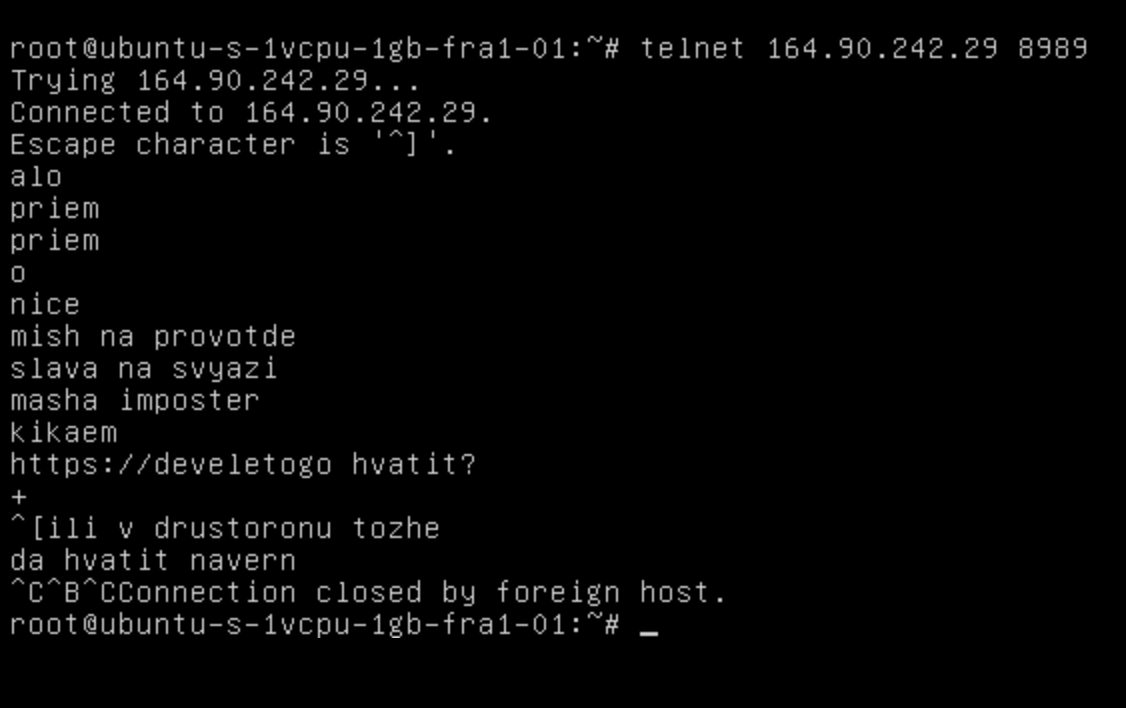 root@ubuntu-s-1vcpu-1gb-fra1-01:~# telnet 164.90.242.29 8989
Trying 164.90.242.29...
Connected to 164.90.242.29.
Escape character is '^]'.
alo
priem
priem
o
nice
mish na provotde
slava na svyazi
masha imposter
kikaem
https://develetogo hvatit?
+
^[ili v drustoronu tozhe
da hvatit navern
^C^B^CConnection closed by foreign host.
root@ubuntu-s-1vcpu-1gb-fra1-01:~# _